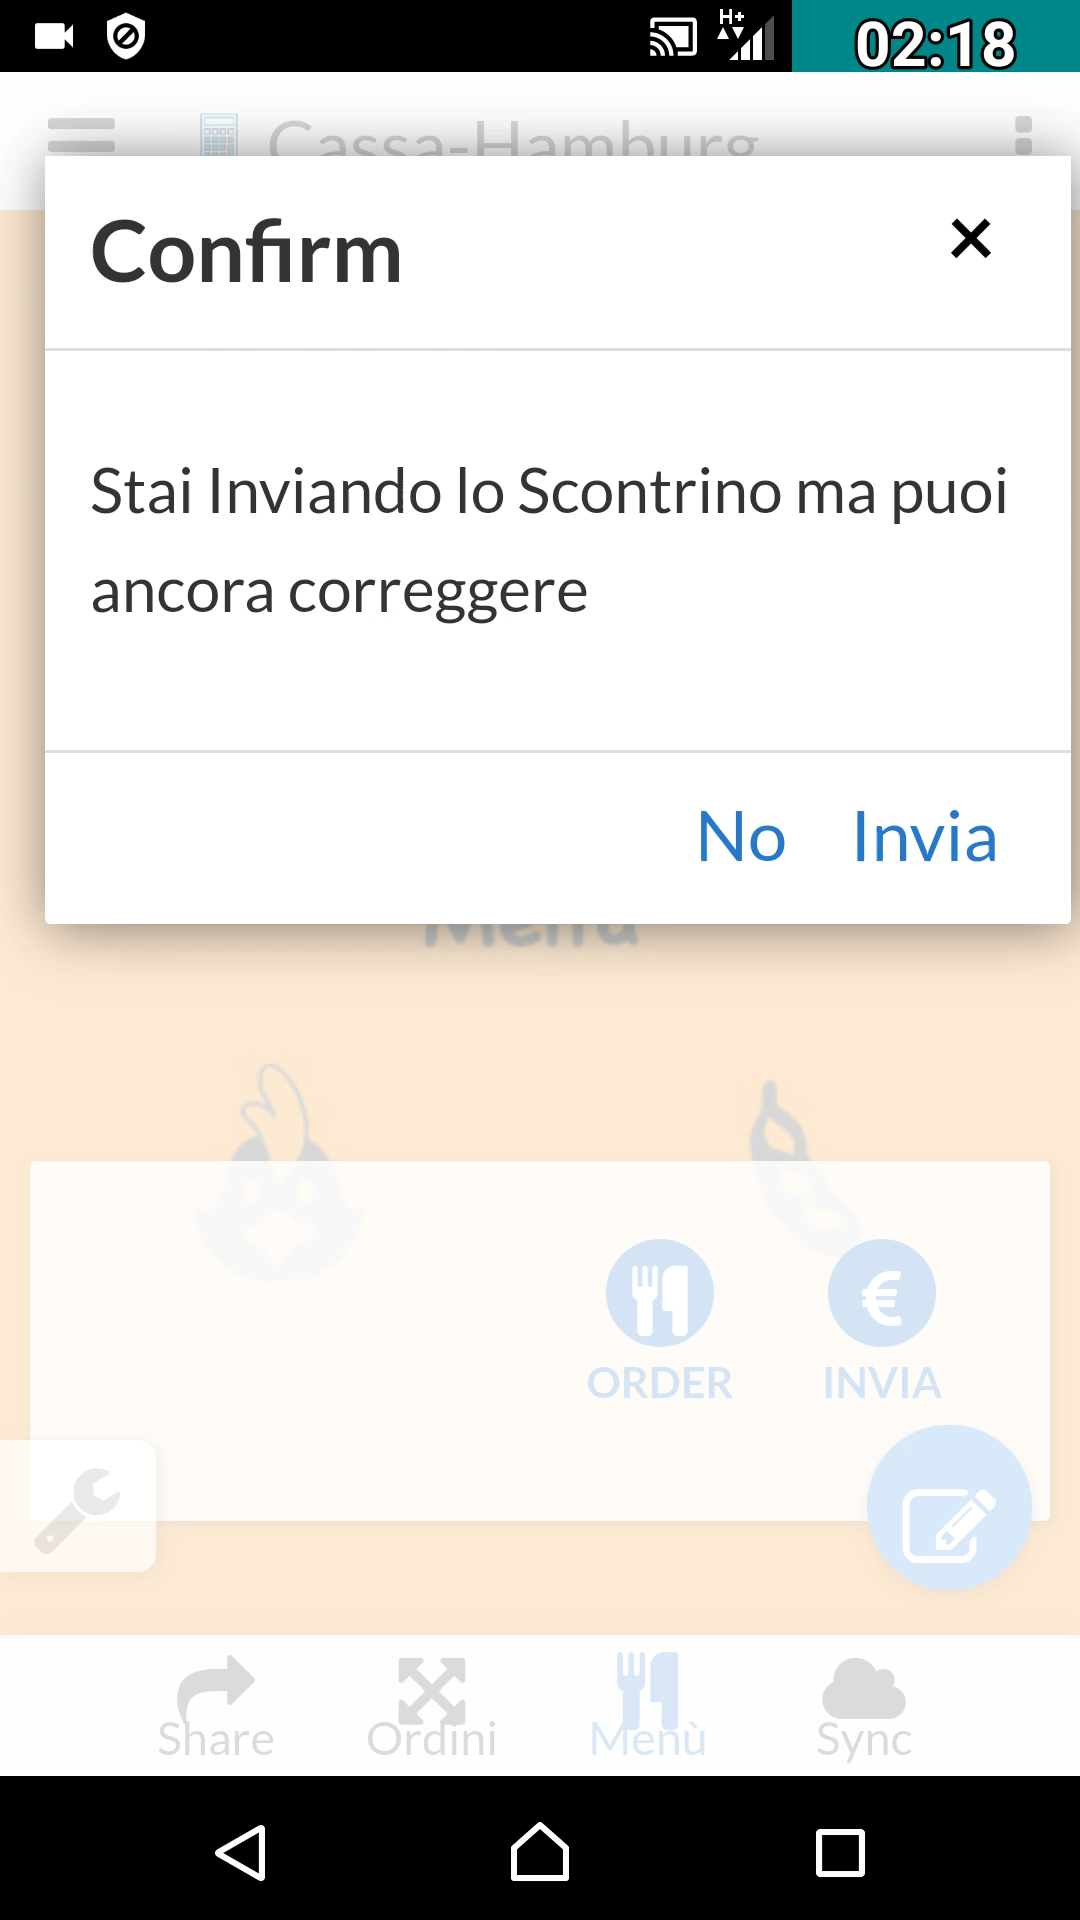 H+
02:18
Cassa-Hamburg
Confirm
Stai Inviando lo Scontrino ma puoi
ancora correggere
No Invia
Menu
ORDER INVIA
Share Ordini Menù Sync